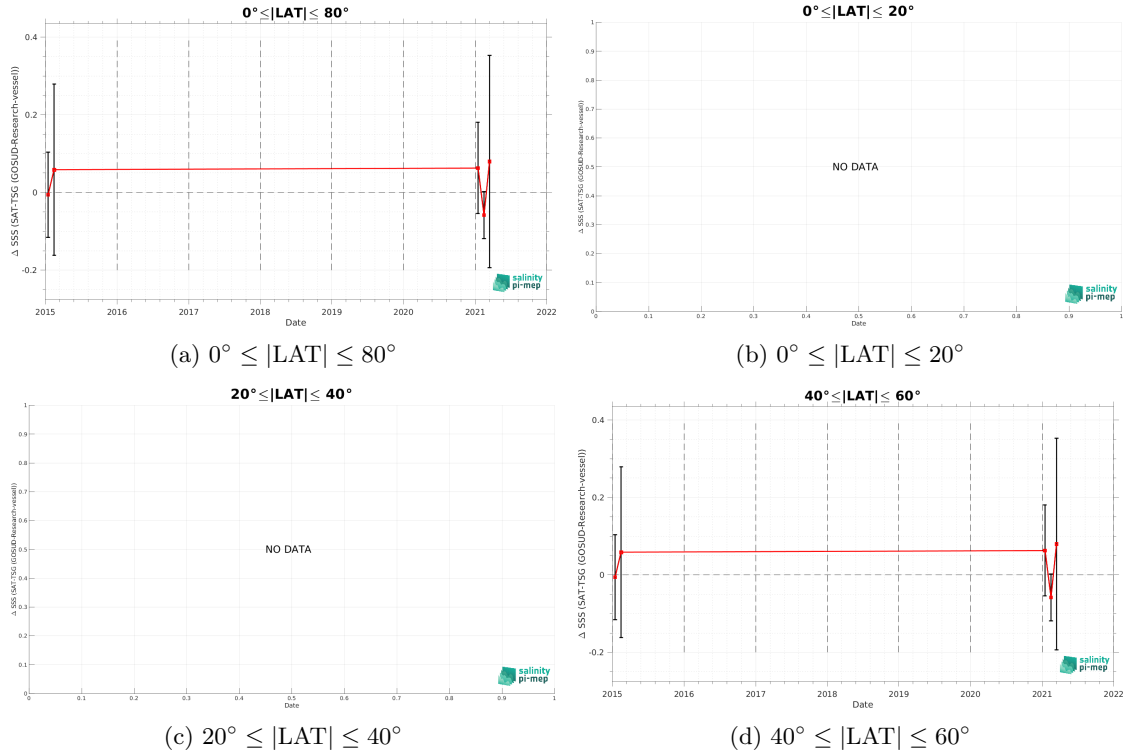 0°≤|LAT|≤ 80°
Δ SSS (SAT-TSG (GOSUD-Research-vessel))
0.4
0.2
0
-0.2
2015 2016 2017 2018 2019 2020 2021 2022
Date
salinity
pi-mep
(a) 0° ≤ |LAT| ≤ 80°
0°≤|LAT|≤ 20°
Δ SSS (SAT-TSG (GOSUD-Research-vessel))
1
0.9
0.8
0.7
0.6
0.5
0.4
0.3
0.2
0.1
0
NO DATA
0 0.1 0.2 0.3 0.4 0.5 0.6 0.7 0.8 0.9 1
Date
salinity
pi-mep
(b) 0° ≤ |LAT| ≤ 20°
20°≤|LAT|≤ 40°
Δ SSS (SAT-TSG (GOSUD-Research-vessel))
1
0.9
0.8
0.7
0.6
0.5
0.4
0.3
0.2
0.1
0
NO DATA
0 0.1 0.2 0.3 0.4 0.5 0.6 0.7 0.8 0.9 1
Date
salinity
pi-mep
(c) 20° ≤ |LAT| ≤ 40°
40°≤|LAT|≤ 60°
Δ SSS (SAT-TSG (GOSUD-Research-vessel))
0.4
0.2
0
-0.2
2015 2016 2017 2018 2019 2020 2021 2022
Date
salinity
pi-mep
(d) 40° ≤ |LAT| ≤ 60°